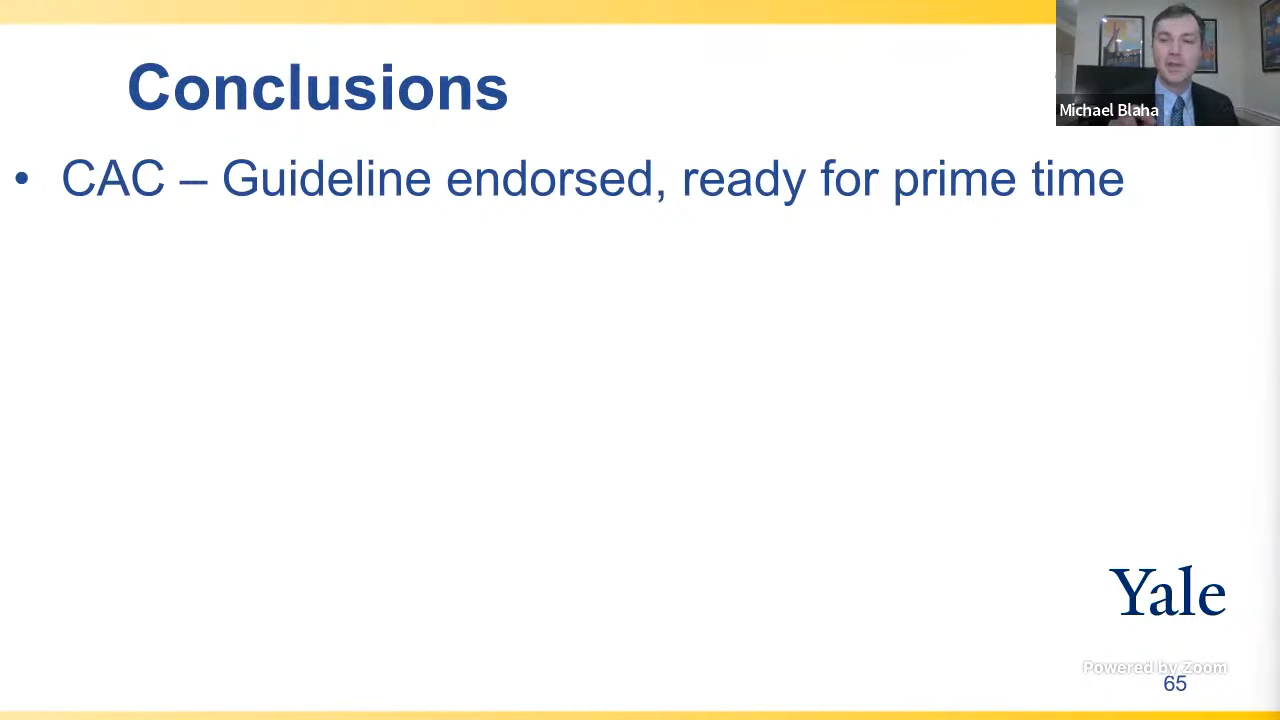 Conclusions
Michael Blaha
• CAC – Guideline endorsed, ready for prime time
Yale
Powered by Zoom
65